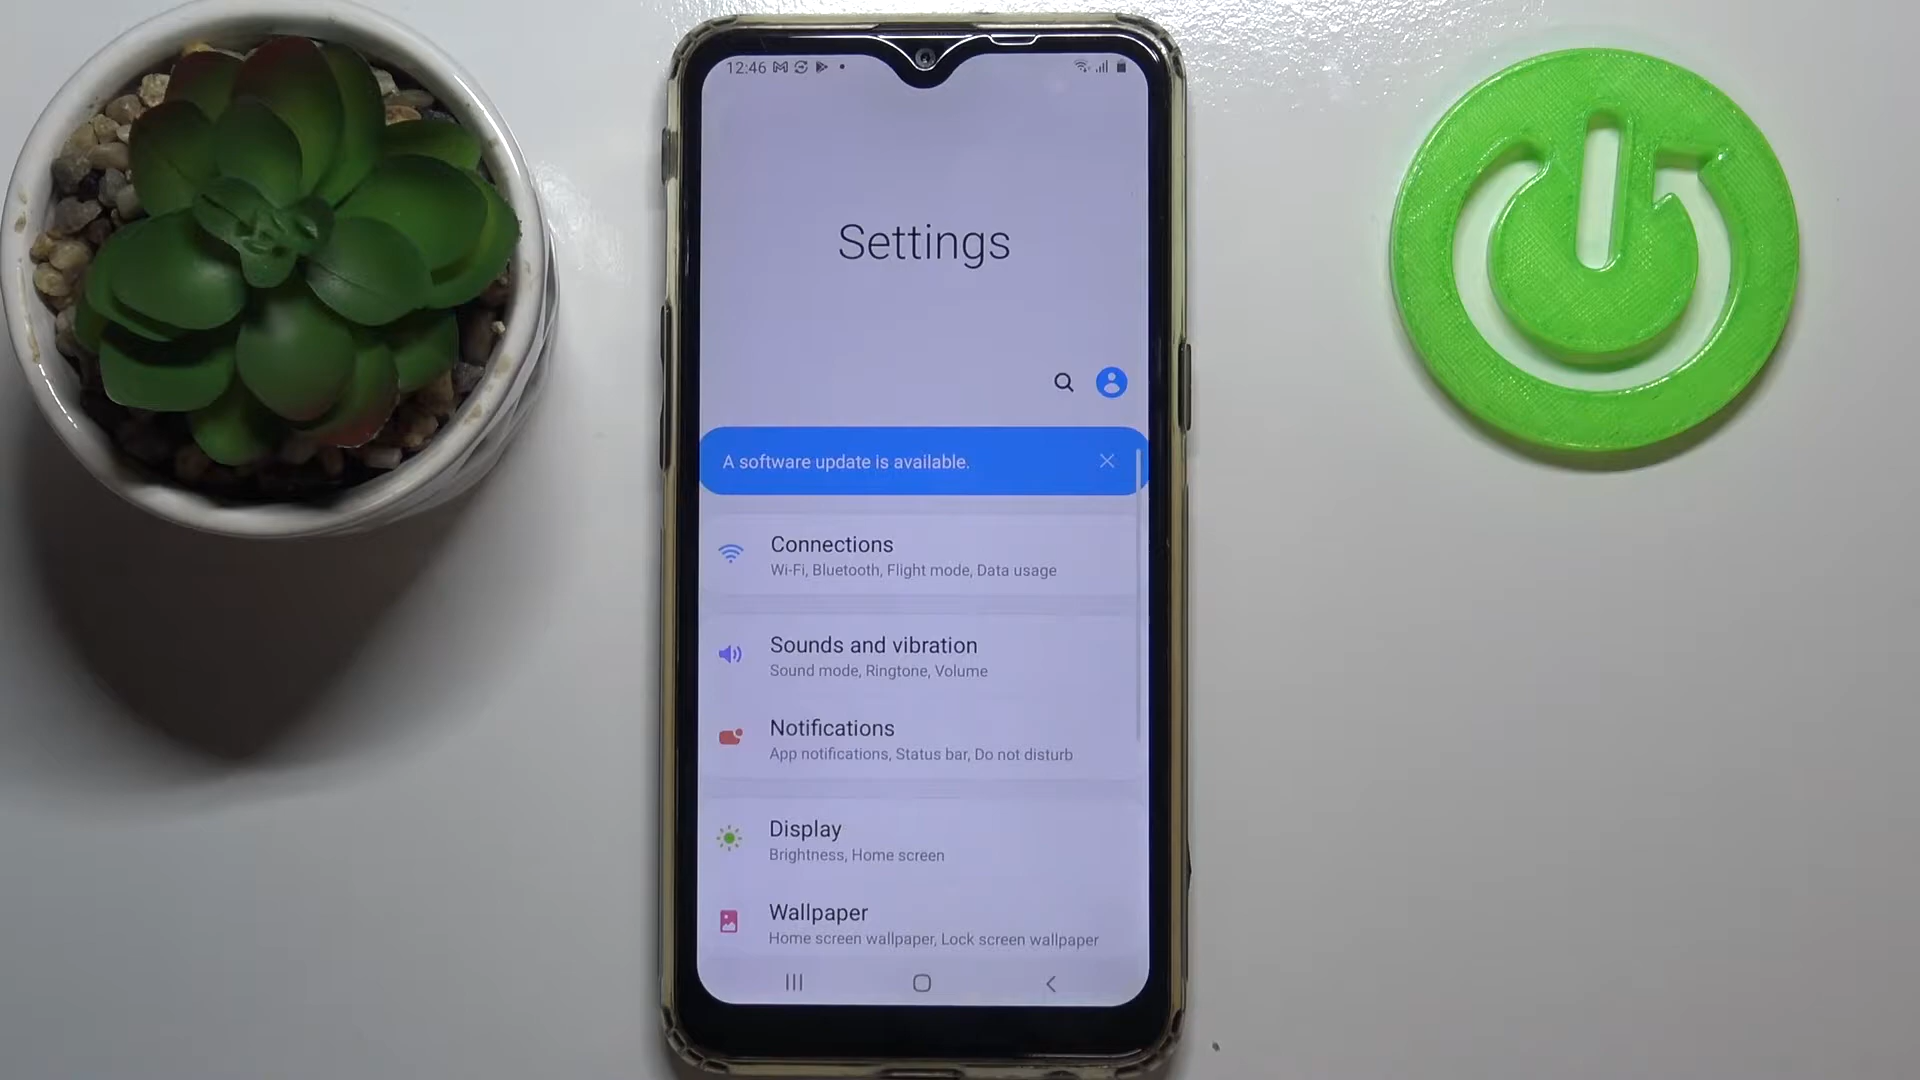 12:46
Settings
A software update is available.
Connections
Wi-Fi, Bluetooth, Flight mode, Data usage
Sounds and vibration
Sound mode, Ringtone, Volume
Notifications
App notifications, Status bar, Do not disturb
Display
Brightness, Home screen
Wallpaper
Home screen wallpaper, Lock screen wallpaper